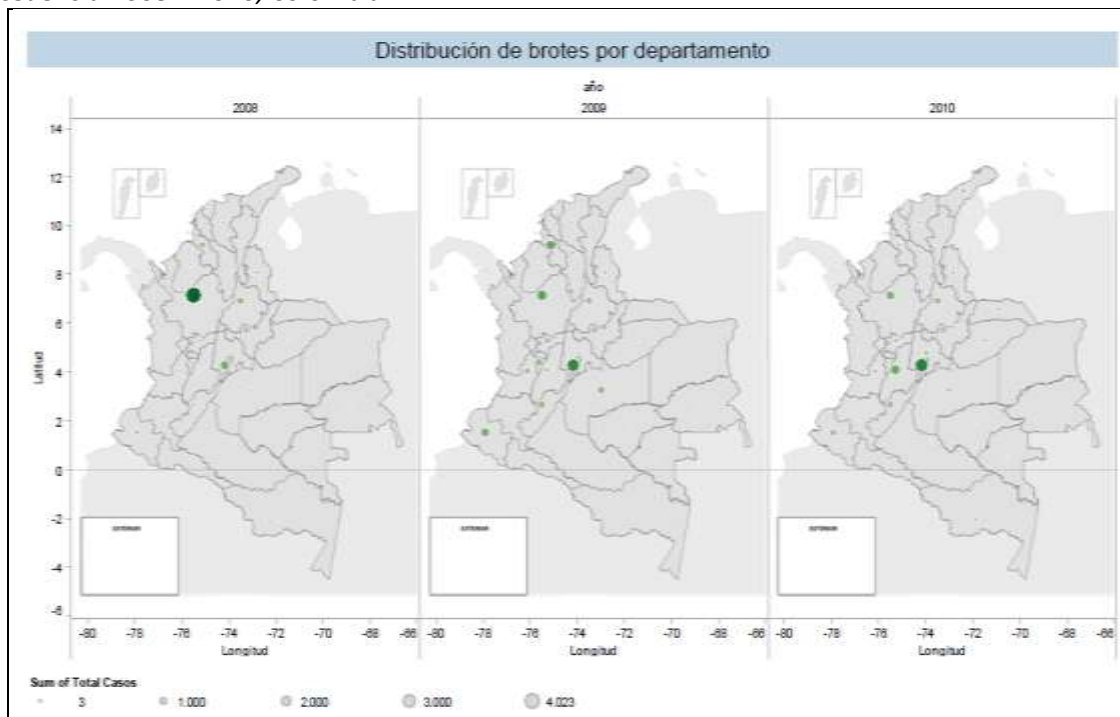 Distribución de brotes por departamento
año
2008 2009 2010
14
12
10
8
6
4
2
0
-2
-4
-6
Latitud
-80 -78 -76 -74 -72 -70 -68 -66 -80 -78 -76 -74 -72 -70 -68 -66 -80 -78 -76 -74 -72 -70 -68 -66
Longitud Longitud Longitud
Sum of Total Cases
3 1.000 2.000 3.000 4.023